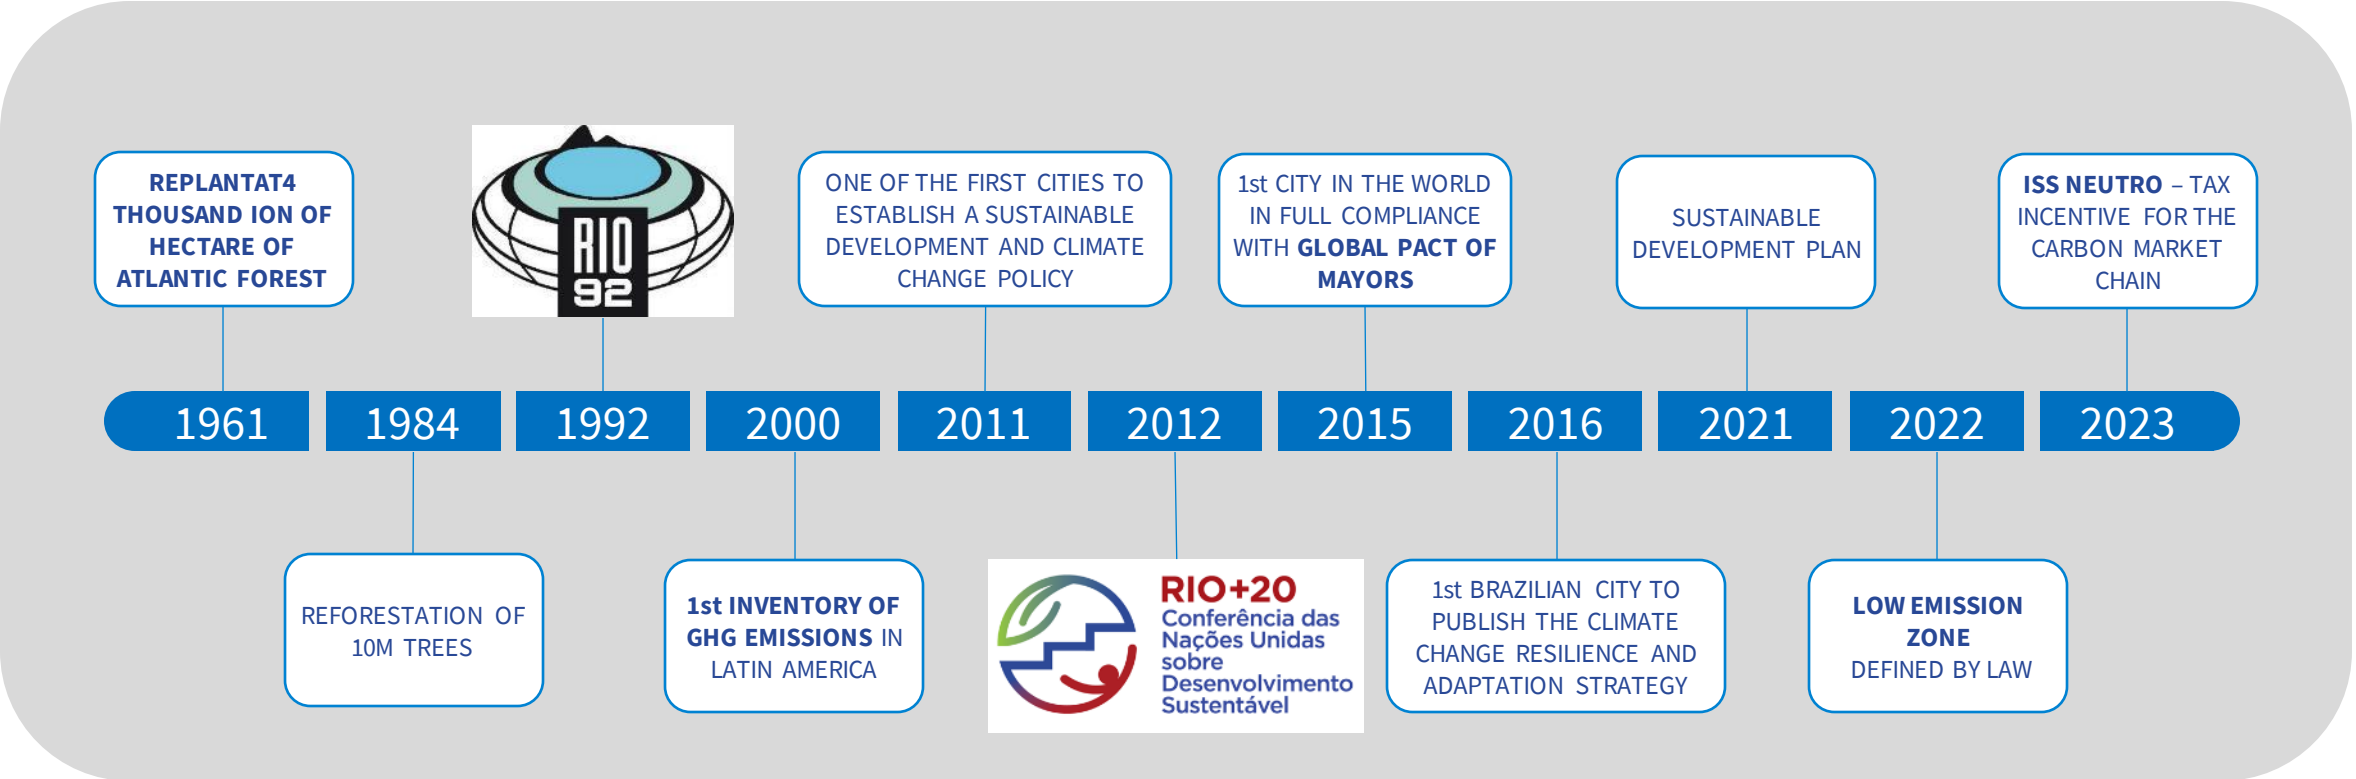 REPLANTAT4
THOUSAND ION OF
HECTARE OF
ATLANTIC FOREST
RIO
92
ONE OF THE FIRST CITIES TO
ESTABLISH A SUSTAINABLE
DEVELOPMENT AND CLIMATE
CHANGE POLICY
1st CITY IN THE WORLD
IN FULL COMPLIANCE
WITH GLOBAL PACT OF
MAYORS
SUSTAINABLE
DEVELOPMENT PLAN
ISS NEUTRO – TAX
INCENTIVE FOR THE
CARBON MARKET
CHAIN
1961 1984 1992 2000 2011 2012 2015 2016 2021 2022 2023
REFORESTATION OF
10M TREES
1st INVENTORY OF
GHG EMISSIONS IN
LATIN AMERICA
RIO+20
Conferência das
Nações Unidas
sobre
Desenvolvimento
Sustentável
1st BRAZILIAN CITY TO
PUBLISH THE CLIMATE
CHANGE RESILIENCE AND
ADAPTATION STRATEGY
LOW EMISSION
ZONE
DEFINED BY LAW